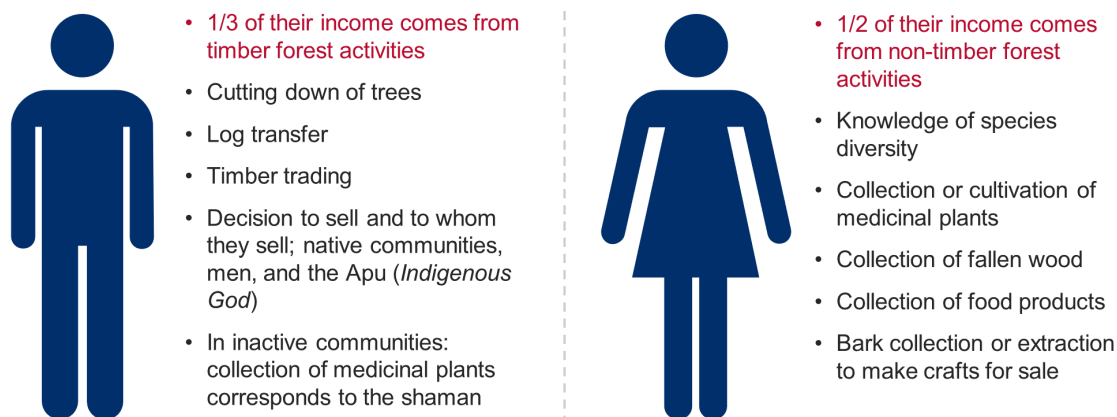 • 1/3 of their income comes from
timber forest activities
• Cutting down of trees
• Log transfer
• Timber trading
• Decision to sell and to whom
they sell; native communities,
men, and the Apu (Indigenous
God)
• In inactive communities:
collection of medicinal plants
corresponds to the shaman
• 1/2 of their income comes
from non-timber forest
activities
• Knowledge of species
diversity
• Collection or cultivation of
medicinal plants
• Collection of fallen wood
• Collection of food products
• Bark collection or extraction
to make crafts for sale